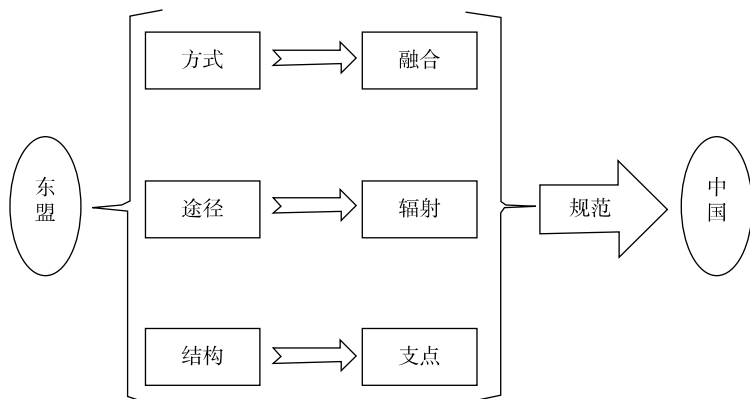 东
盟
方式
融合
途径
辐射
结构
支点
规范
中
国